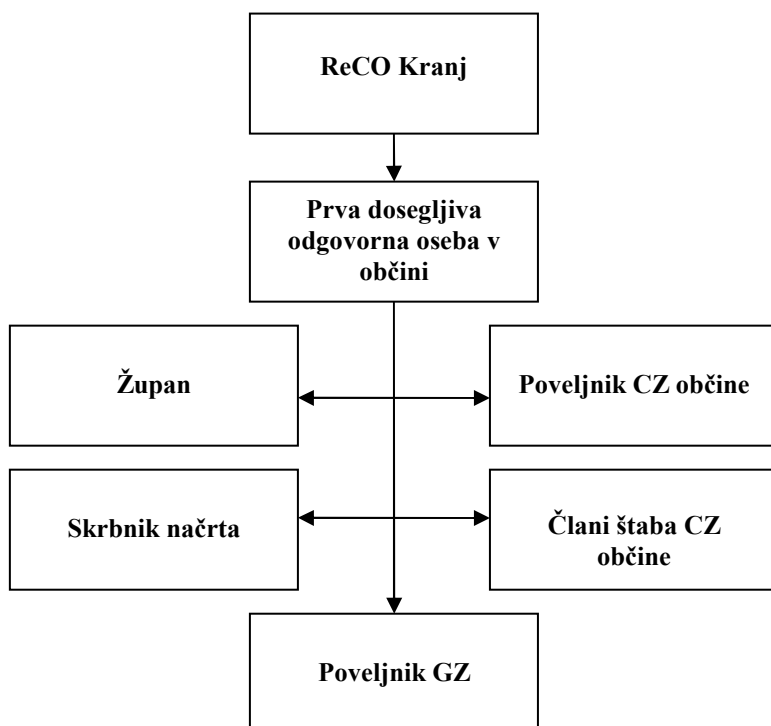 ReCO Kranj
Prva dosegljiva
odgovorna oseba v
občini
Župan
Poveljnik CZ občine
Skrbnik načrta
Člani štaba CZ
občine
Poveljnik GZ